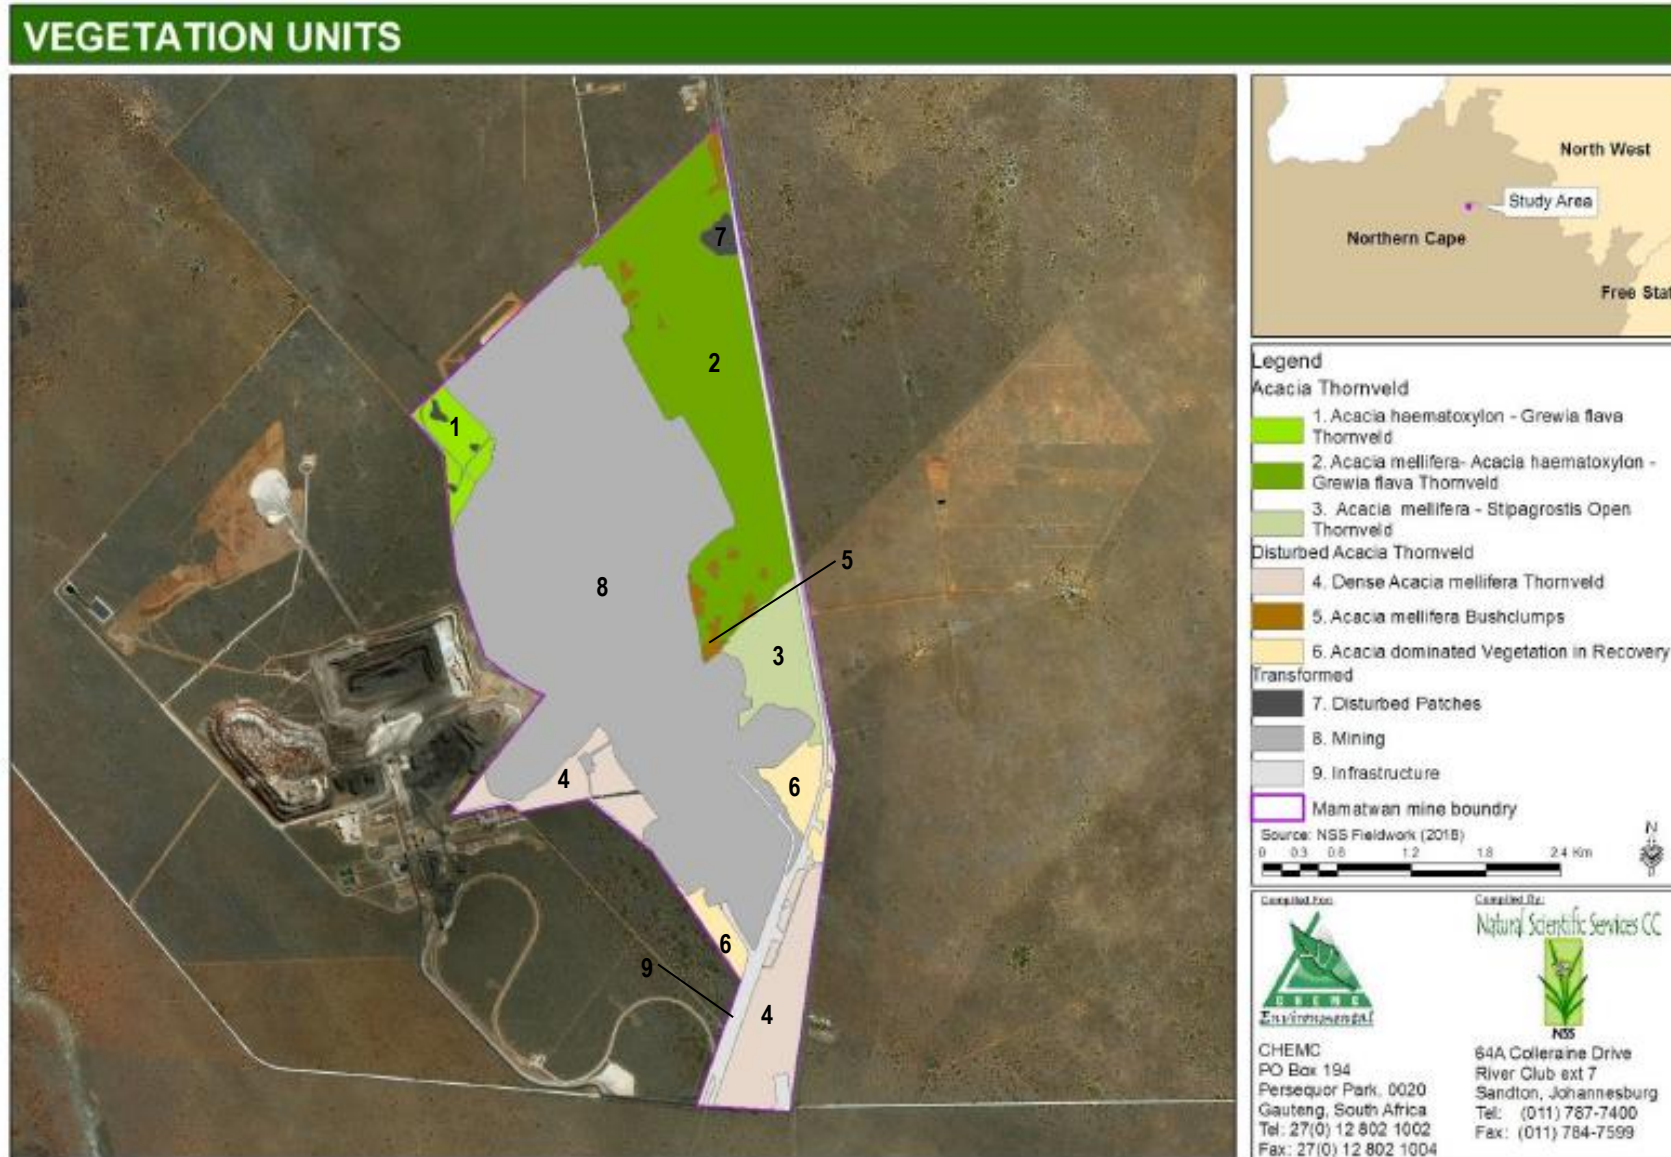 VEGETATION UNITS
7
2
1
5
8
3
4
6
6
9
4
North West
Study Area
Northern Cape
Free Stat
Legend
Acacia Thornveld
1. Acacia haematoxylon - Grewia flava
Thornveld
2. Acacia mellifera- Acacia haematoxylon -
Grewia flava Thornveld
3. Acacia mellifera - Stipagrostis Open
Thornveld
Disturbed Acacia Thornveld
4. Dense Acacia mellifera Thornveld
5. Acacia mellifera Bushclumps
6. Acacia dominated Vegetation in Recovery
Transformed
7. Disturbed Patches
8. Mining
9. Infrastructure
Mamatwan mine boundry
Source: NSS Fieldwork (2018)
0 0.3 0.6 1.2 1.8 2.4 Km
N
Compiled For:
CHEMC
Environmental
CHEMC
PO Box 194
Persequor Park, 0020
Gauteng, South Africa
Tel: 27(0) 12 802 1002
Fax: 27(0) 12 802 1004
Compiled By:
Natural Scientific Services CC
NSS
64A Colleraine Drive
River Club ext 7
Sandton, Johannesburg
Tel: (011) 787-7400
Fax: (011) 784-7599